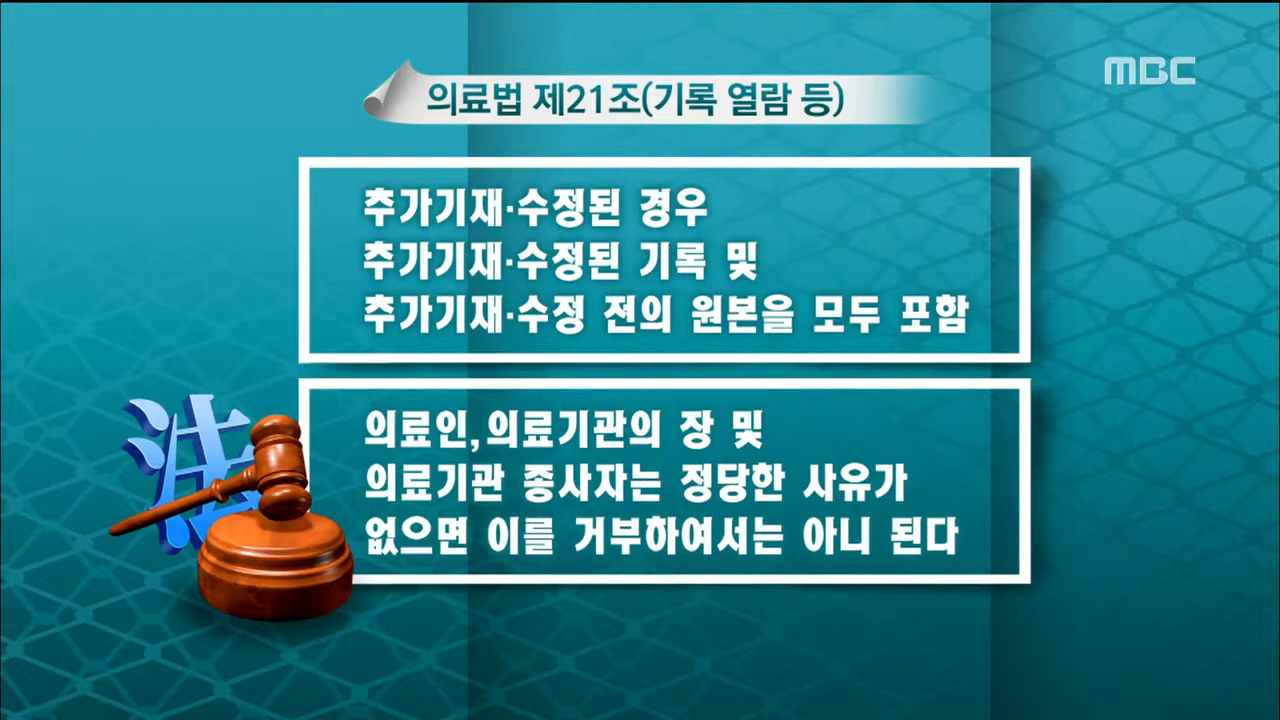 의료법 제21조(기록 열람 등)
MBC
추가기재·수정된 경우
추가기재·수정된 기록 및
추가기재·수정 전의 원본을 모두 포함
의료인,의료기관의 장 및
의료기관 종사자는 정당한 사유가
없으면 이를 거부하여서는 아니 된다
法